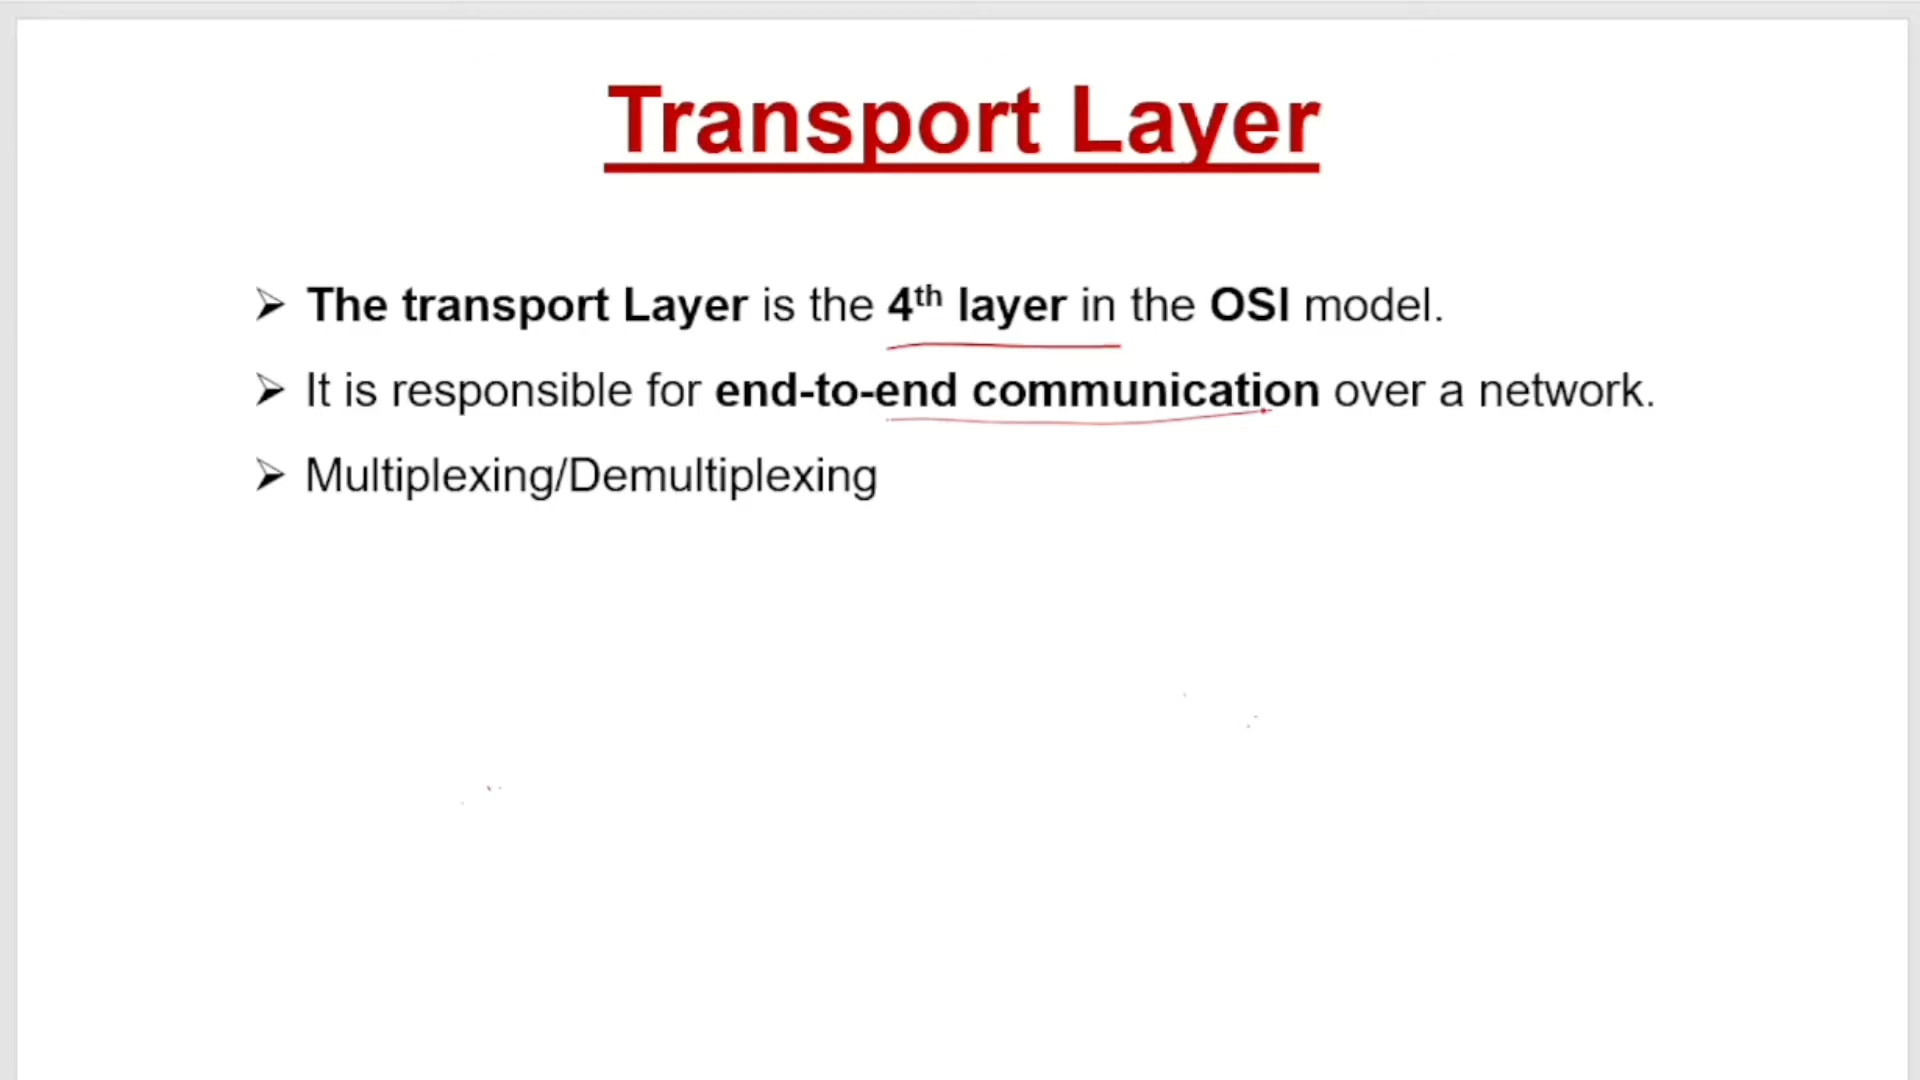 Transport Layer
➢ The transport Layer is the 4th layer in the OSI model.
➢ It is responsible for end-to-end communication over a network.
➢ Multiplexing/Demultiplexing